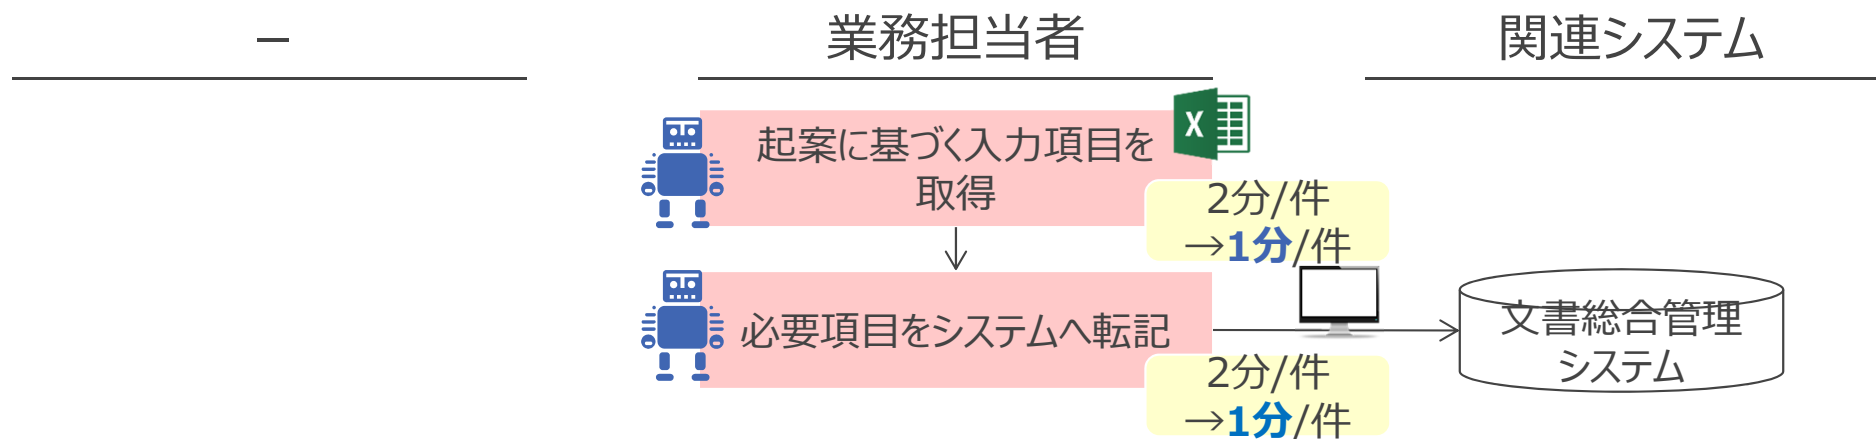 –
業務担当者
関連システム
起案に基づく入力項目を
取得
X
2分/件
→1分/件
必要項目をシステムへ転記
2分/件
→1分/件
文書総合管理
システム